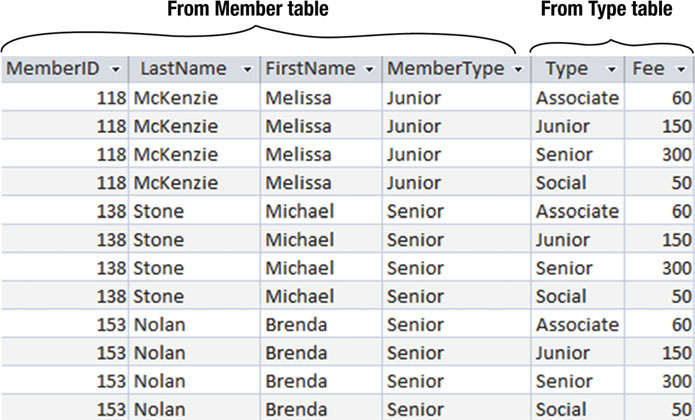 From Member table From Type table
MemberID LastName FirstName MemberType Type Fee
118 McKenzie Melissa Junior Associate 60
118 McKenzie Melissa Junior Junior 150
118 McKenzie Melissa Junior Senior 300
118 McKenzie Melissa Junior Social 50
138 Stone Michael Senior Associate 60
138 Stone Michael Senior Junior 150
138 Stone Michael Senior Senior 300
138 Stone Michael Senior Social 50
153 Nolan Brenda Senior Associate 60
153 Nolan Brenda Senior Junior 150
153 Nolan Brenda Senior Senior 300
153 Nolan Brenda Senior Social 50